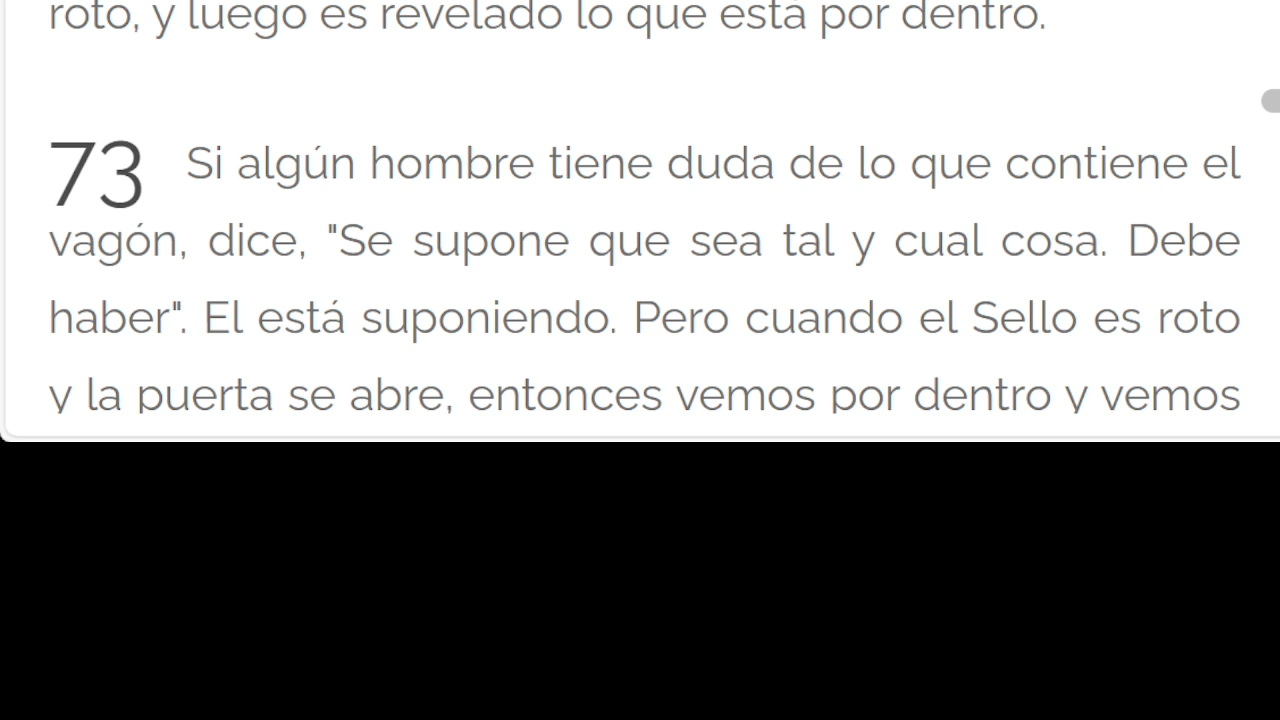 roto, y luego es revelado lo que está por dentro.
73 Si algún hombre tiene duda de lo que contiene el
vagón, dice, "Se supone que sea tal y cual cosa. Debe
haber". El está suponiendo. Pero cuando el Sello es roto
y la puerta se abre, entonces vemos por dentro y vemos